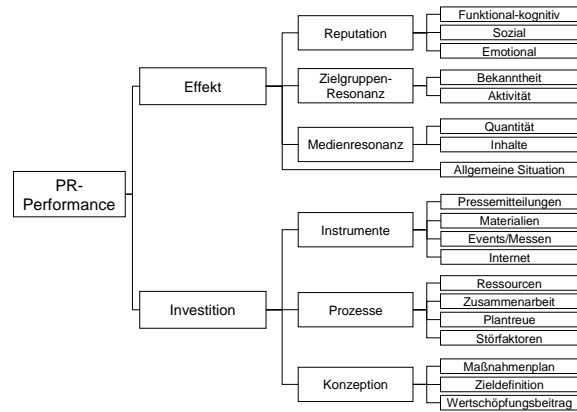 PR-
Performance
Effekt
Reputation
Funktional-kognitiv
Sozial
Emotional
Zielgruppen-
Resonanz
Bekanntheit
Aktivität
Medienresonanz
Quantität
Inhalte
Allgemeine Situation
Investition
Instrumente
Pressemitteilungen
Materialien
Events/Messen
Internet
Prozesse
Ressourcen
Zusammenarbeit
Plantreue
Störfaktoren
Konzeption
Maßnahmenplan
Zieldefinition
Wertschöpfungsbeitrag